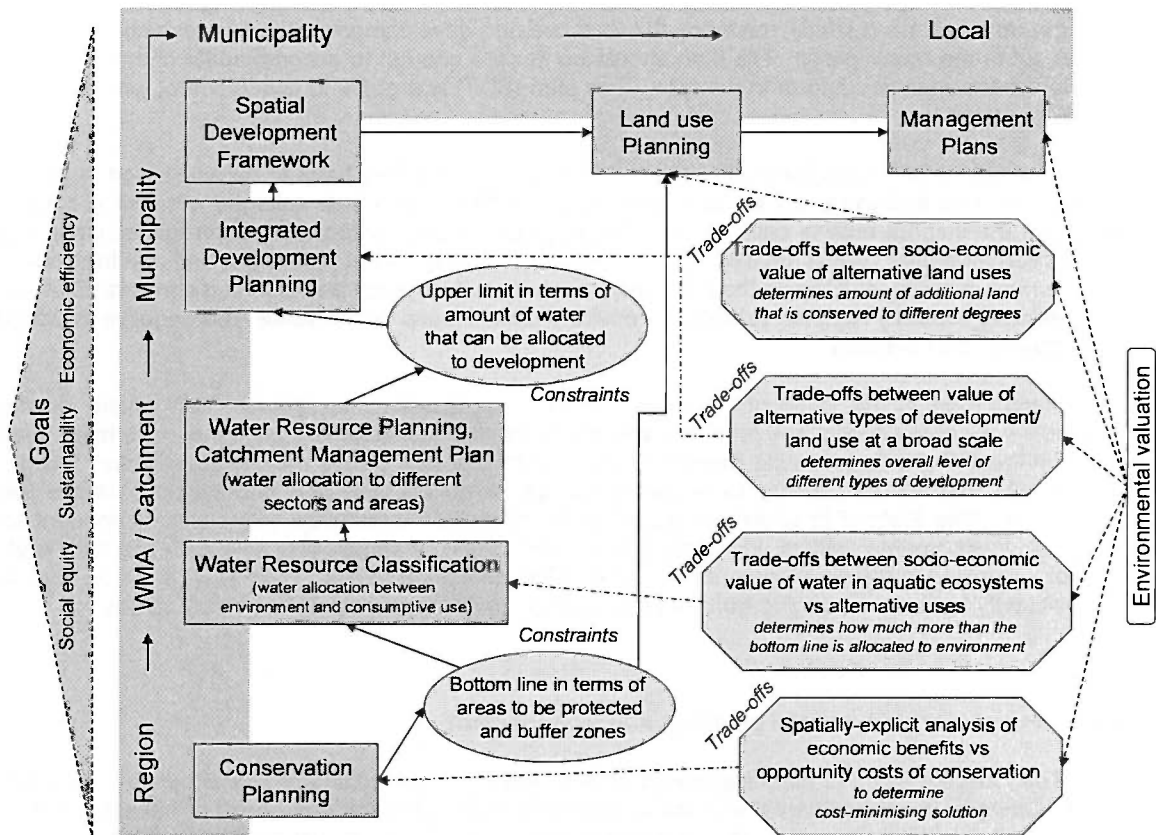 Municipality
Local
Spatial
Development
Framework
Land use
Planning
Management
Plans
Integrated
Development
Planning
Upper limit in terms of
amount of water
that can be allocated
to development
Constraints
Water Resource Planning,
Catchment Management Plan
(water allocation to different
sectors and areas)
Water Resource Classification
(water allocation between
environment and consumptive use)
Constraints
Bottom line in terms of
areas to be protected
and buffer zones
Conservation
Planning
Goals
Social equity
Sustainability
Economic efficiency
Region
WMA / Catchment
Municipality
Trade-offs
Trade-offs between socio-economic
value of alternative land uses
determines amount of additional land
that is conserved to different degrees
Trade-offs
Trade-offs between value of
alternative types of development/
land use at a broad scale
determines overall level of
different types of development
Trade-offs
Trade-offs between socio-economic
value of water in aquatic ecosystems
vs alternative uses
determines how much more than the
bottom line is allocated to environment
Trade-offs
Spatially-explicit analysis of
economic benefits vs
opportunity costs of conservation
to determine
cost-minimising solution
Environmental valuation